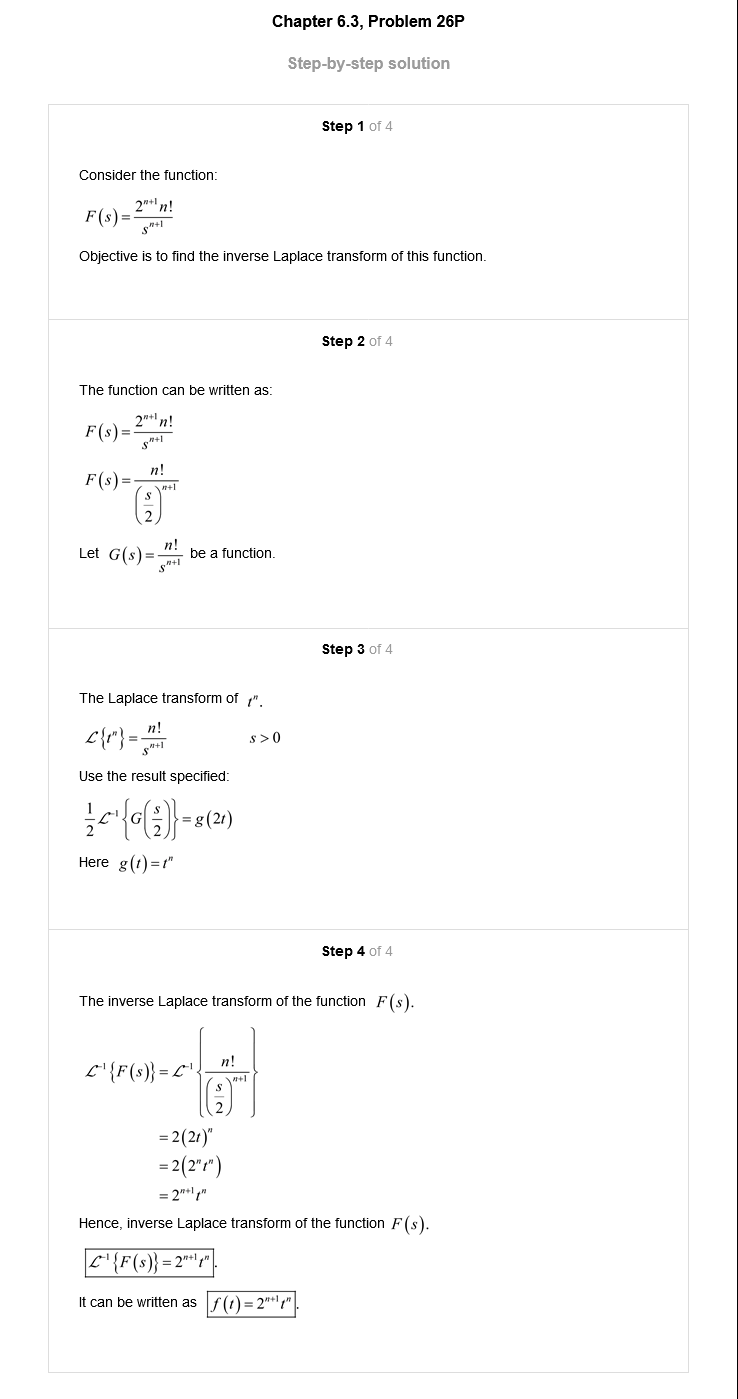 Chapter 6.3, Problem 26P
Step-by-step solution
Step 1 of 4
Consider the function:
F(s) = \frac{2^{n+1} n!}{s^{n+1}}
Objective is to find the inverse Laplace transform of this function.
Step 2 of 4
The function can be written as:
F(s) = \frac{2^{n+1} n!}{s^{n+1}}
F(s) = \frac{n!}{\left(\frac{s}{2}\right)^{n+1}}
Let G(s) = \frac{n!}{s^{n+1}} be a function.
Step 3 of 4
The Laplace transform of t^n.
\mathcal{L}\{t^n\} = \frac{n!}{s^{n+1}} s > 0
Use the result specified:
\frac{1}{2}\mathcal{L}^{-1}\left\{G\left(\frac{s}{2}\right)\right\} = g(2t)
Here g(t) = t^n
Step 4 of 4
The inverse Laplace transform of the function F(s).
\mathcal{L}^{-1}\{F(s)\} = \mathcal{L}^{-1}\left\{\frac{n!}{\left(\frac{s}{2}\right)^{n+1}}\right\}
= 2(2t)^n
= 2(2^n t^n)
= 2^{n+1} t^n
Hence, inverse Laplace transform of the function F(s).
\mathcal{L}^{-1}\{F(s)\} = 2^{n+1} t^n.
It can be written as f(t) = 2^{n+1} t^n.